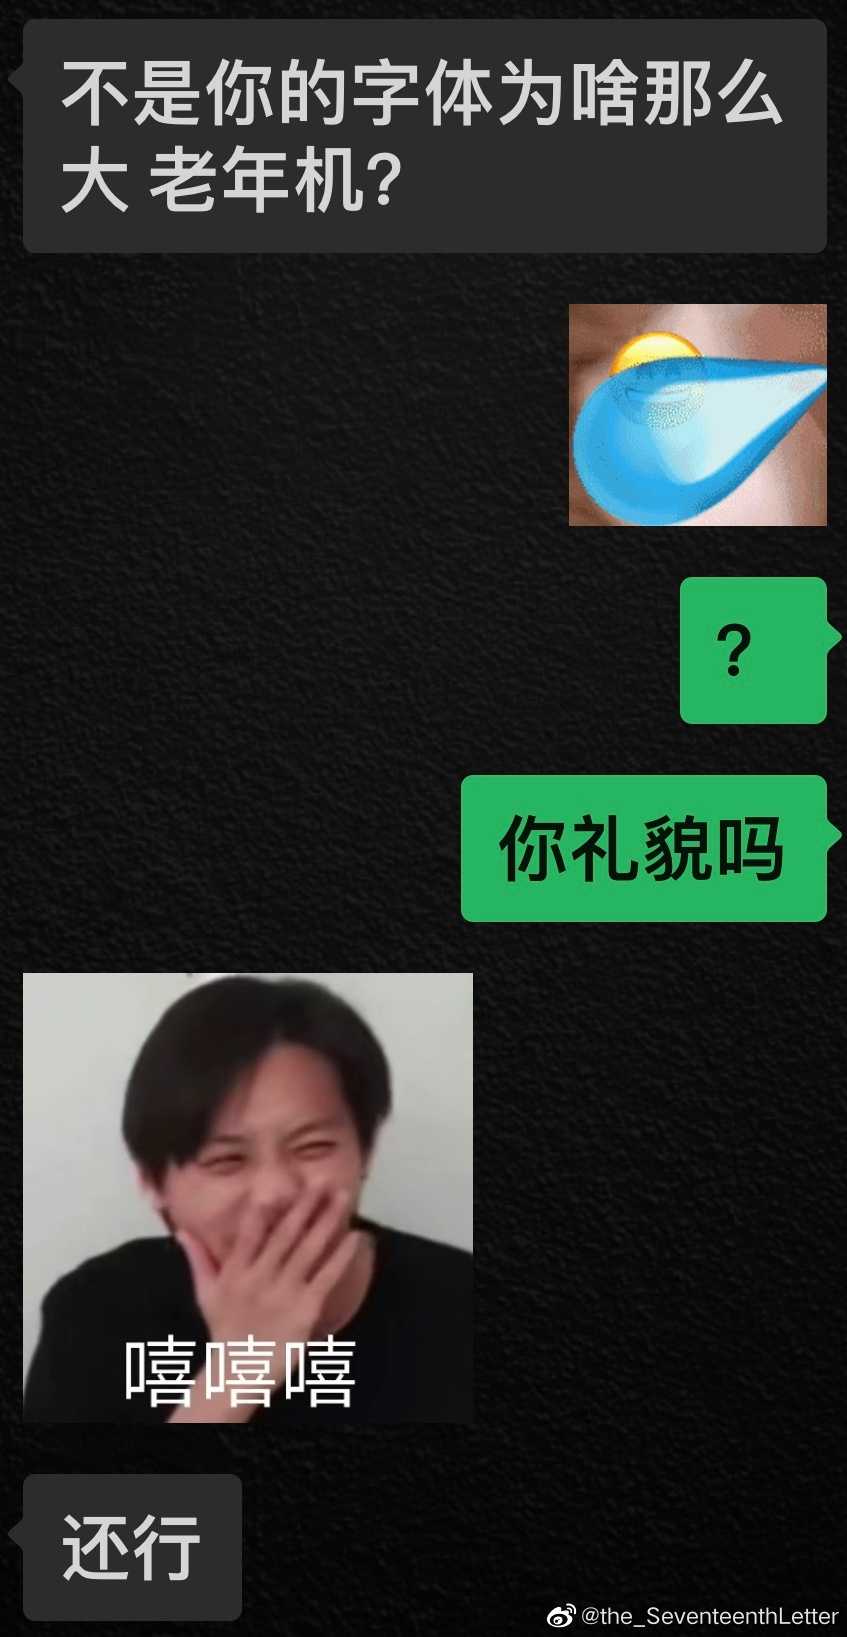 不是你的字体为啥那么
大 老年机?
?
你礼貌吗
嘻嘻嘻
还行
@the_SeventeenthLetter